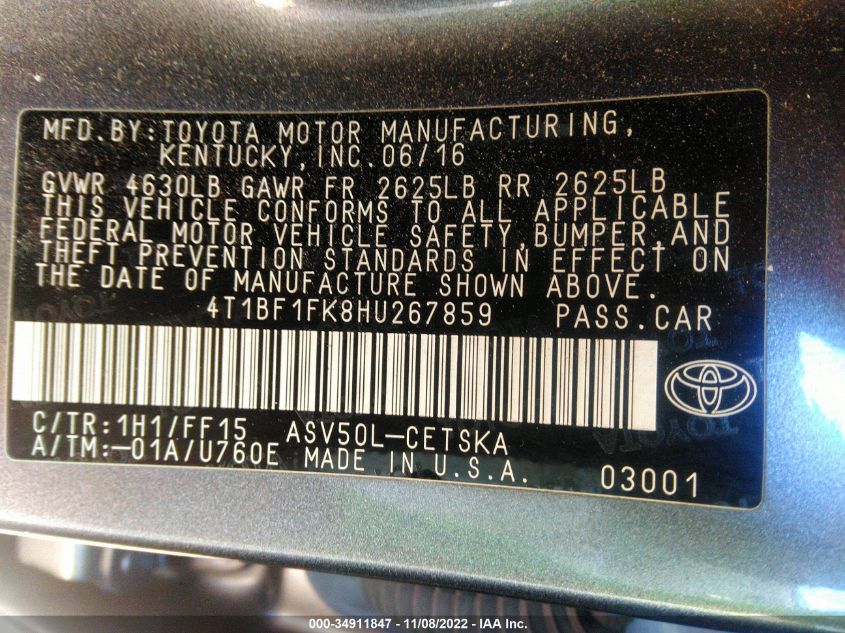 MFD.BY:TOYOTA MOTOR MANUFACTURING,
KENTUCKY,INC.06/16
GVWR 4630LB GAWR FR 2625LB RR 2625LB
THIS VEHICLE CONFORMS TO ALL APPLICABLE
FEDERAL MOTOR VEHICLE SAFETY,BUMPER,AND
THEFT PREVENTION STANDARDS IN EFFECT ON
THE DATE OF MANUFACTURE SHOWN ABOVE.
4T1BF1FK8HU267859 PASS.CAR
C/TR:1H1/FF15 ASV50L-CETSKA
A/TM:-01A/U760E MADE IN U.S.A.
03001
TOYOTA
000-34911847 | 11/08/2022 - © IAA Inc.